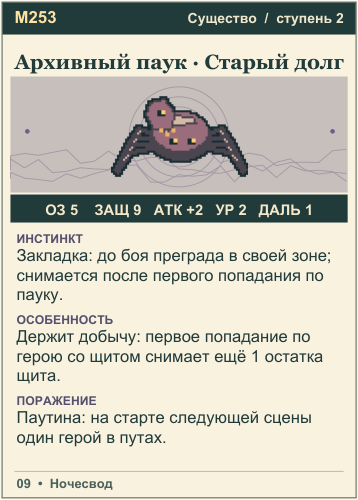 М253
Существо / ступень 2
Архивный паук · Старый долг
ОЗ 5 ЗАЩ 9 АТК +2 УР 2 ДАЛЬ 1
ИНСТИНКТ
Закладка: до боя преграда в своей зоне;
снимается после первого попадания по
пауку.
ОСОБЕННОСТЬ
Держит добычу: первое попадание по
герою со щитом снимает ещё 1 остатка
щита.
ПОРАЖЕНИЕ
Паутина: на старте следующей сцены
один герой в путах.
09 • Ночесвод